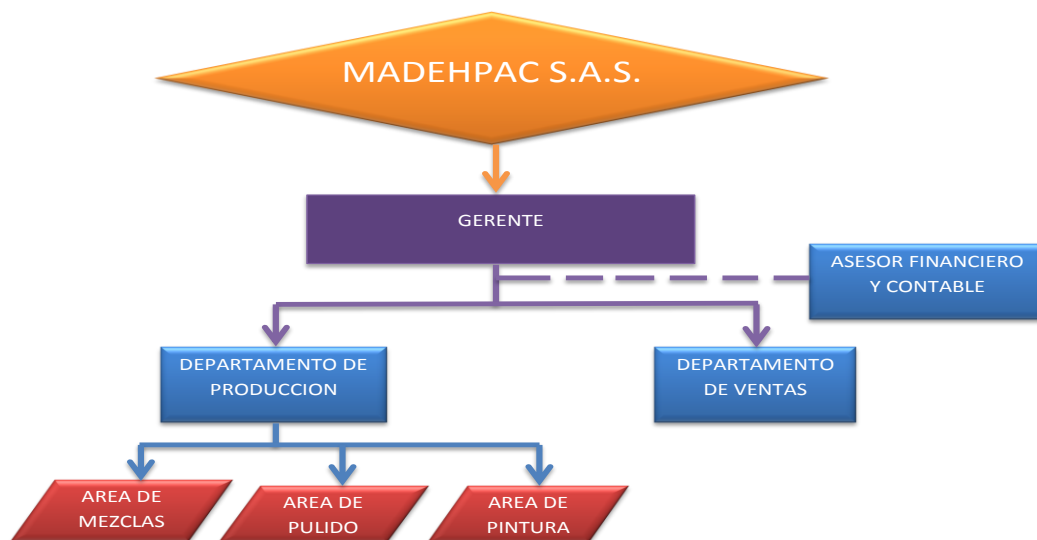 MADEHPAC S.A.S.
GERENTE
ASESOR FINANCIERO
Y CONTABLE
DEPARTAMENTO DE
PRODUCCION
DEPARTAMENTO
DE VENTAS
AREA DE
MEZCLAS
AREA DE
PULIDO
AREA DE
PINTURA